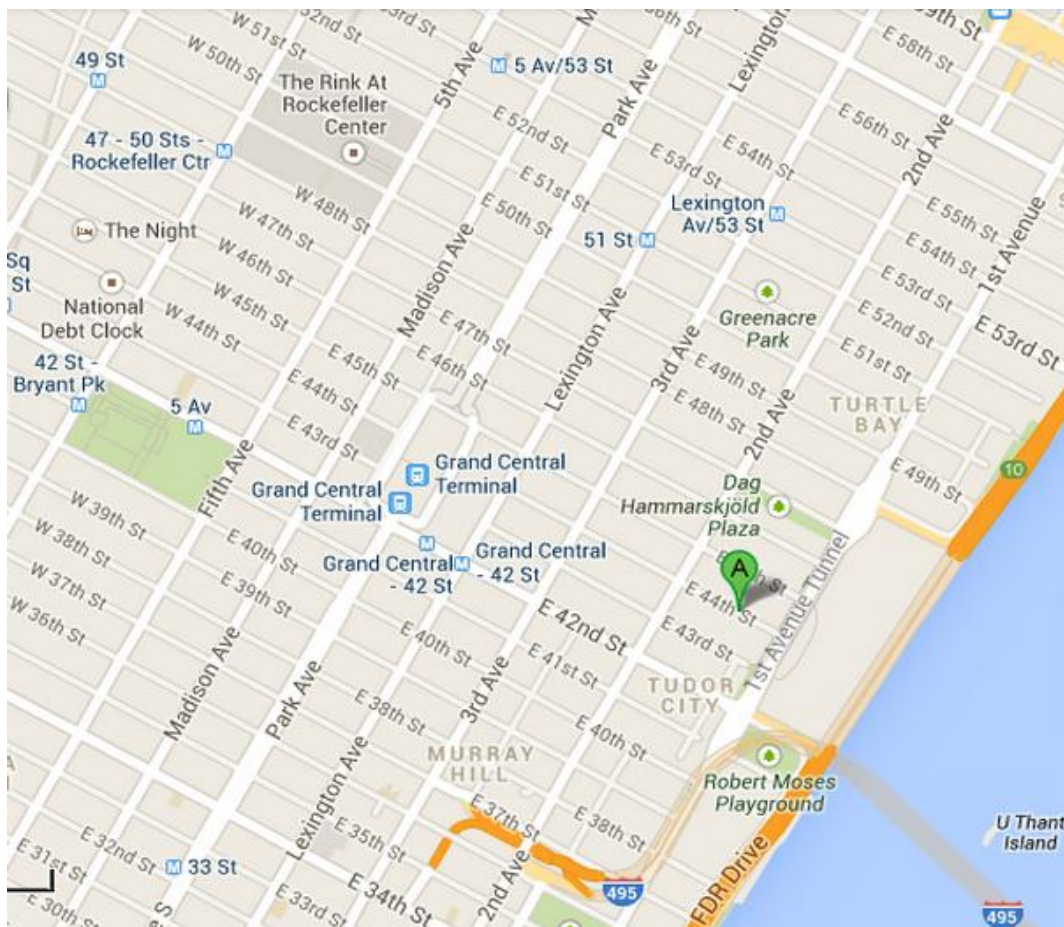 W 51st St
W 50th St
52nd St
53rd St
5th Ave
5 Av/53 St
Park Ave
Lexington
E 58th St
49 St
The Rink At
Rockefeller
Center
47 - 50 Sts -
Rockefeller Ctr
E 52nd St
E 51st St
E 50th St
E 53rd St
E 54th St
E 56th St
2nd Ave
E 55th St
E 54th St
E 53rd St
E 52nd St
E 51st St
1st Avenue
E 53rd St
W 48th St
W 47th St
W 46th St
W 45th St
W 44th St
The Night
Sq
St
National
Debt Clock
Madison Ave
51 St
Lexington
Av/53 St
Greenacre
Park
E 47th St
E 46th St
E 45th St
E 44th St
E 43rd St
Lexington Ave
3rd Ave
E 49th St
E 48th St
2nd Ave
TURTLE
BAY
E 49th St
10
42 St -
Bryant Pk
5 Av
Fifth Ave
Grand Central
Terminal
Grand Central
Terminal
Dag
Hammarskjöld
Plaza
W 39th St
W 38th St
W 37th St
W 36th St
E 40th St
E 39th St
Grand Central
- 42 St
Grand Central
- 42 St
A
E 44th St
E 43rd St
E 42nd St
E 41st St
E 40th St
E 40th St
1st Avenue Tunnel
TUDOR
CITY
Madison Ave
Park Ave
3rd Ave
E 38th St
MURRAY
HILL
Robert Moses
Playground
Lexington Ave
E 37th St
E 38th St
E 35th St
E 34th St
E 33rd St
2nd Ave
E 32nd St
E 31st St
E 30th St
33 St
495
FDR Drive
U Thant
Island
495